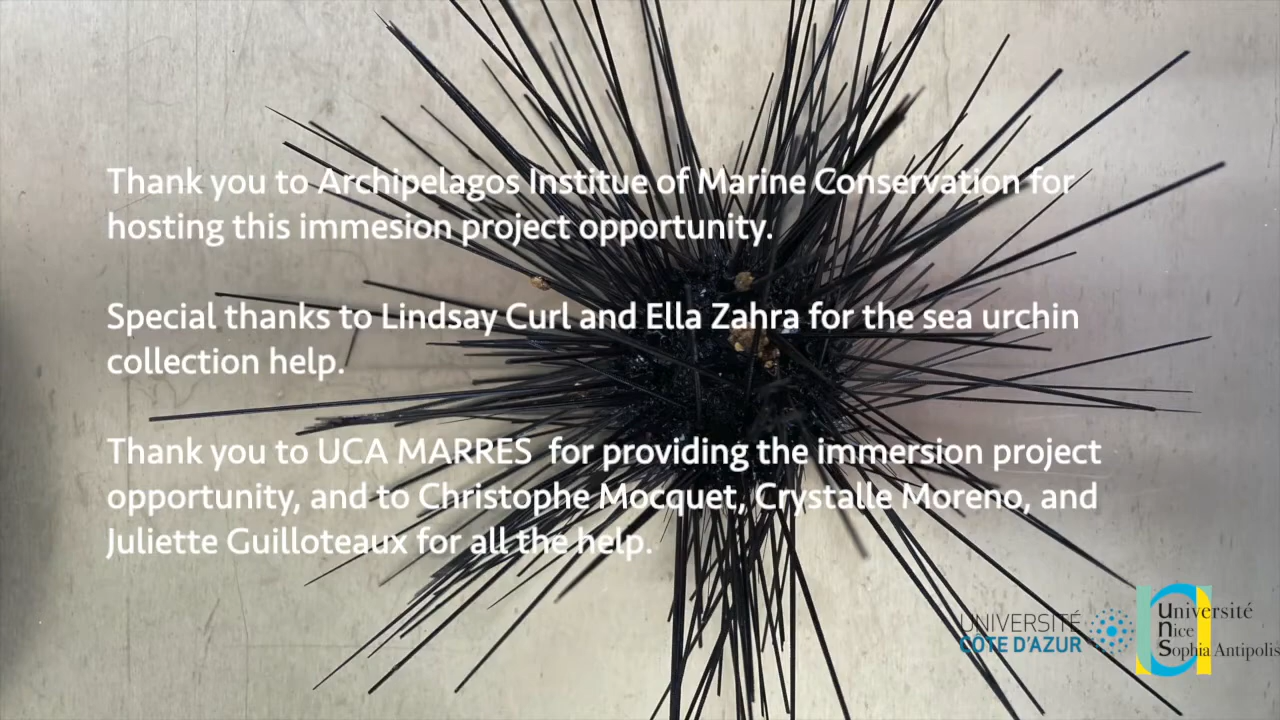 Thank you to Archipelagos Institue of Marine Conservation for
hosting this immesion project opportunity.
Special thanks to Lindsay Curl and Ella Zahra for the sea urchin
collection help.
Thank you to UCA MARRES for providing the immersion project
opportunity, and to Christophe Mocquet, Crystalle Moreno, and
Juliette Guilloteaux for all the help.
UNIVERSITÉ
CÔTE D'AZUR
université
nice
Sophia Antipolis